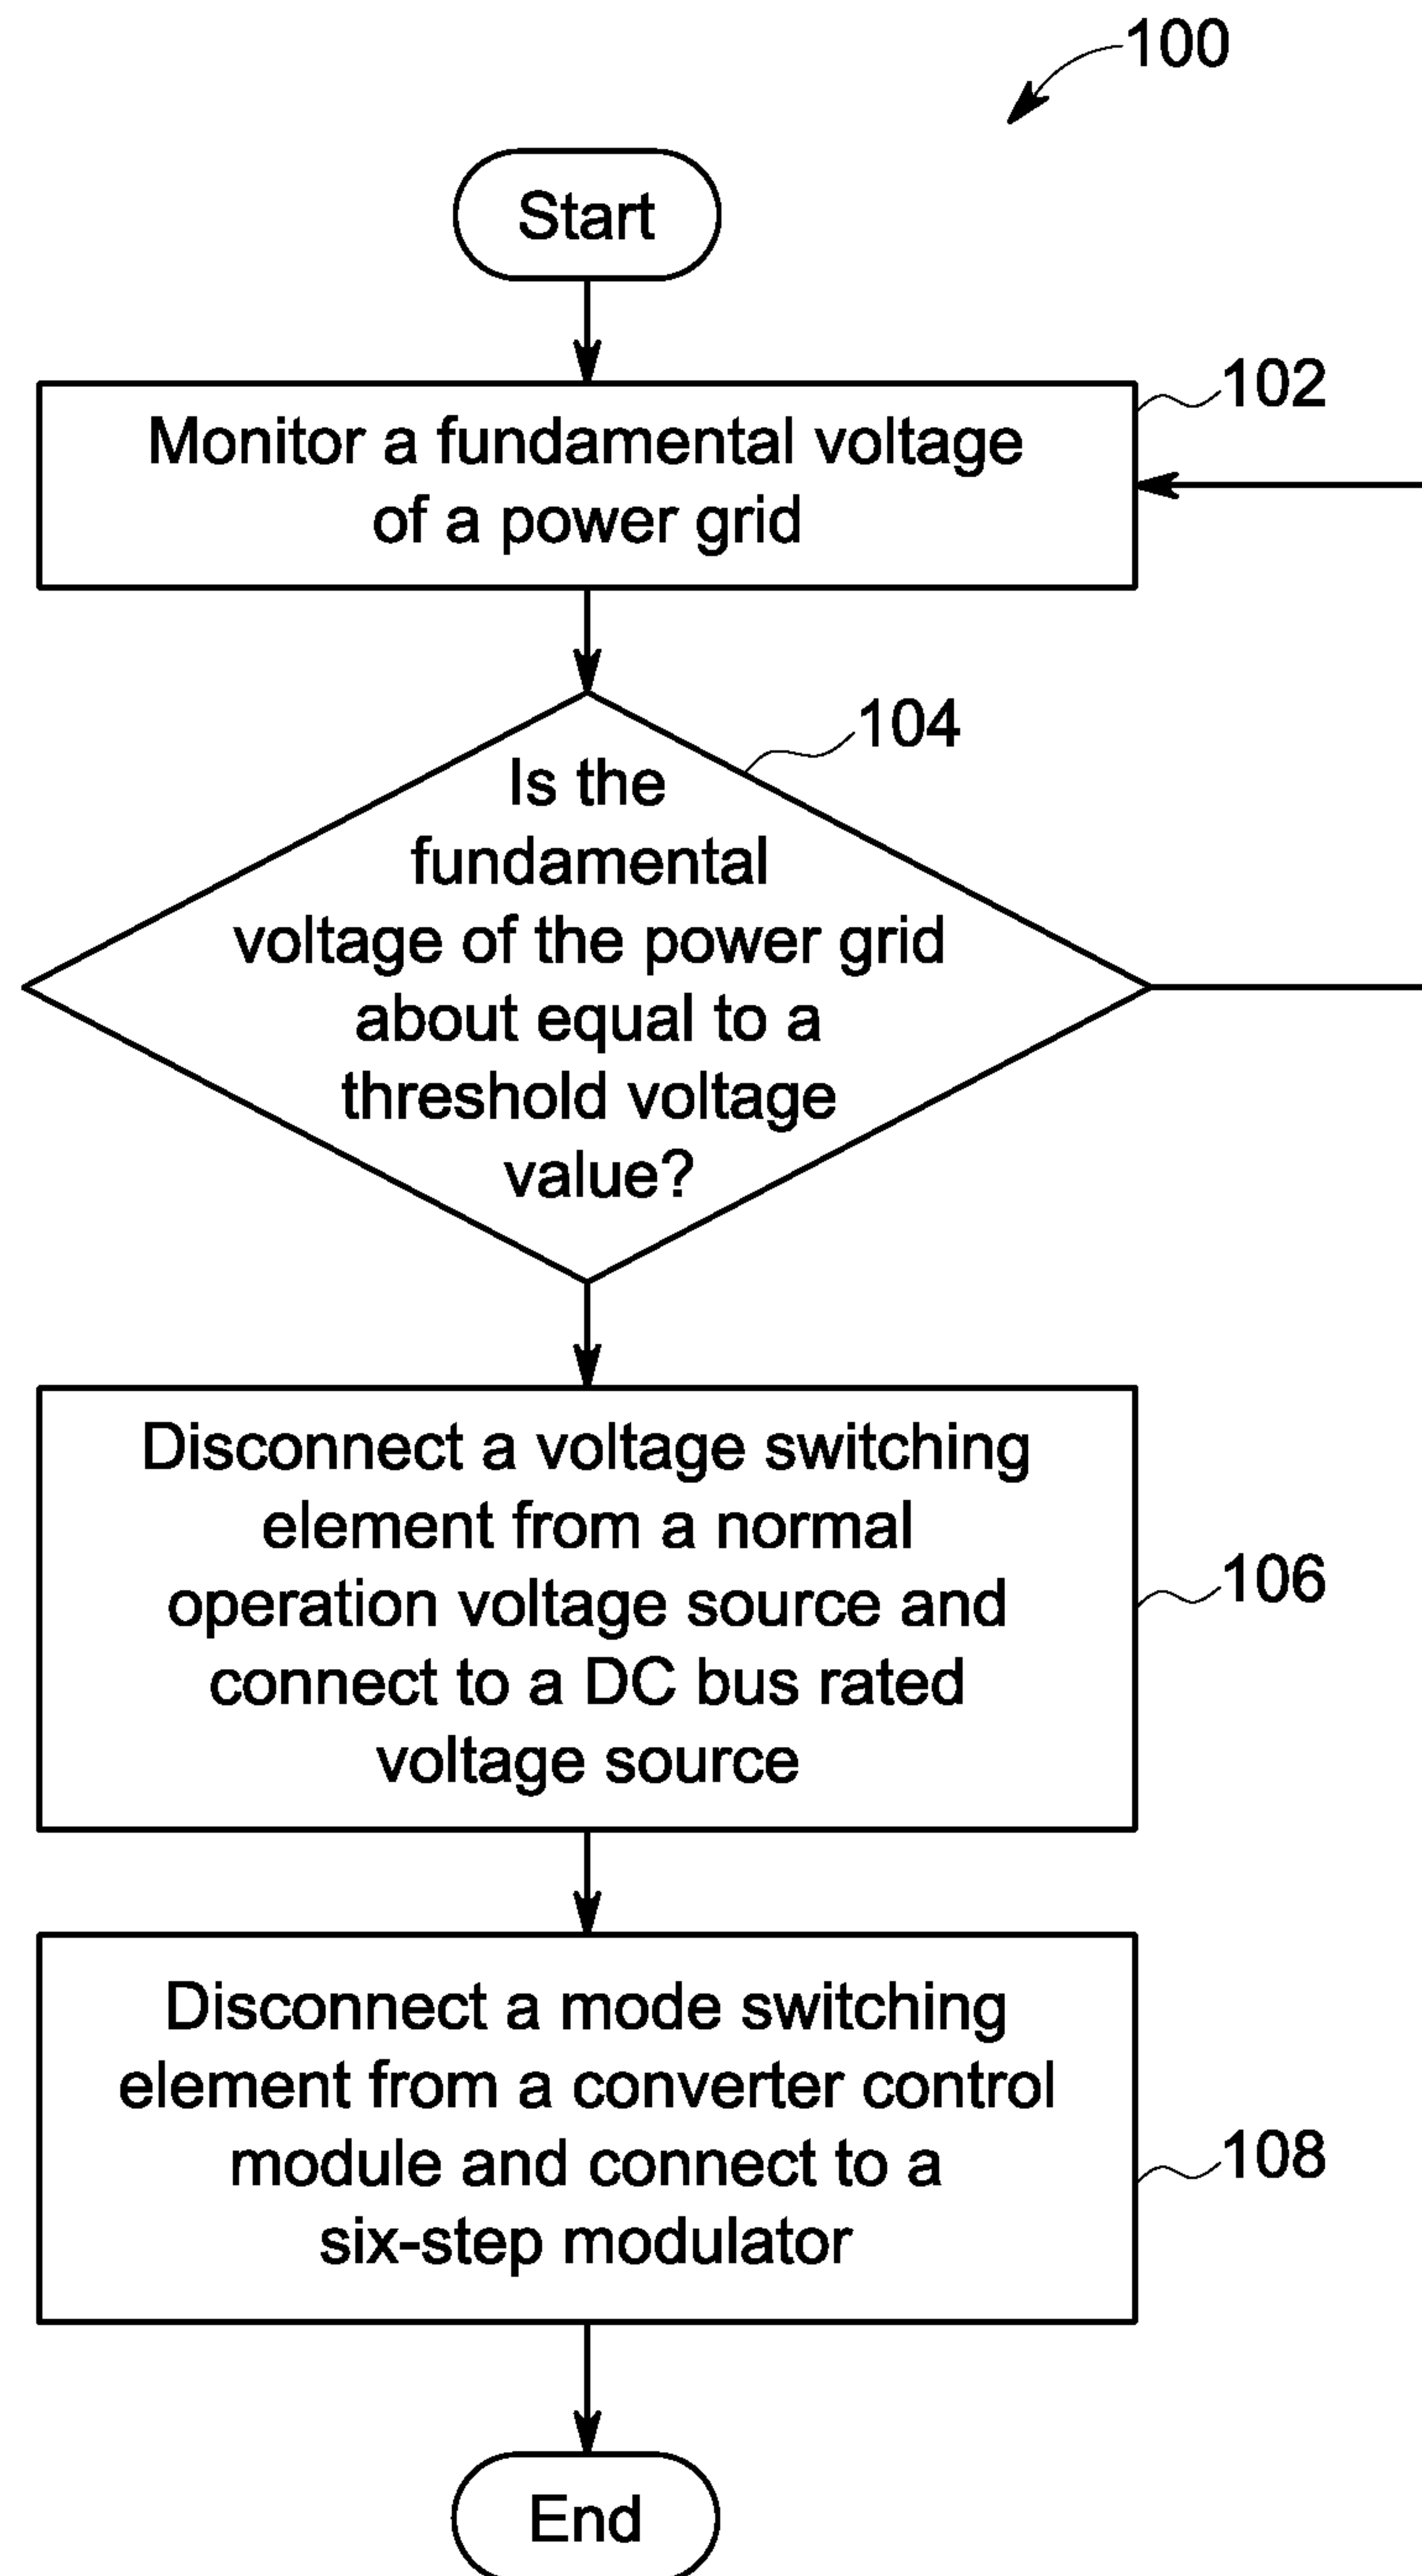 100
Start
102
Monitor a fundamental voltage
of a power grid
104
Is the
fundamental
voltage of the power grid
about equal to a
threshold voltage
value?
Disconnect a voltage switching
element from a normal
operation voltage source and
connect to a DC bus rated
voltage source
106
Disconnect a mode switching
element from a converter control
module and connect to a
six-step modulator
108
End